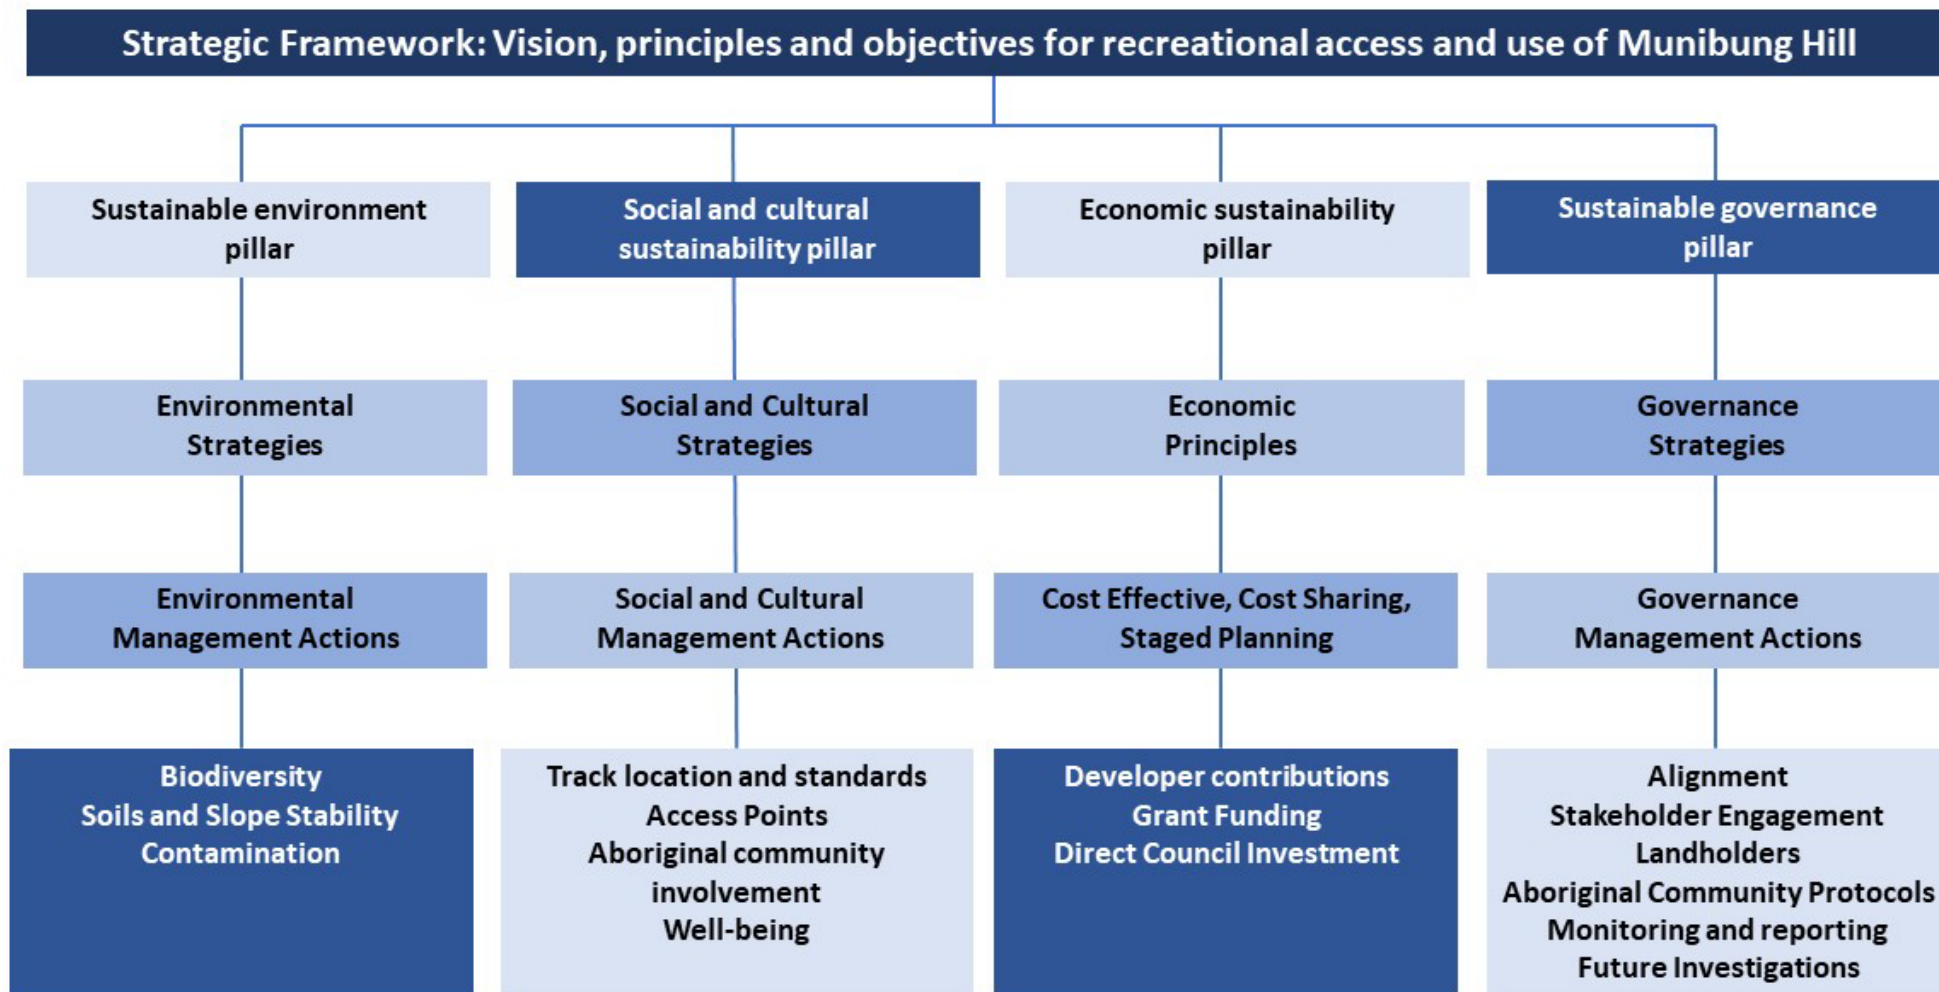 Strategic Framework: Vision, principles and objectives for recreational access and use of Munibung Hill
Sustainable environment
pillar
Social and cultural
sustainability pillar
Economic sustainability
pillar
Sustainable governance
pillar
Environmental
Strategies
Social and Cultural
Strategies
Economic
Principles
Governance
Strategies
Environmental
Management Actions
Social and Cultural
Management Actions
Cost Effective, Cost Sharing,
Staged Planning
Governance
Management Actions
Biodiversity
Soils and Slope Stability
Contamination
Track location and standards
Access Points
Aboriginal community
involvement
Well-being
Developer contributions
Grant Funding
Direct Council Investment
Alignment
Stakeholder Engagement
Landholders
Aboriginal Community Protocols
Monitoring and reporting
Future Investigations